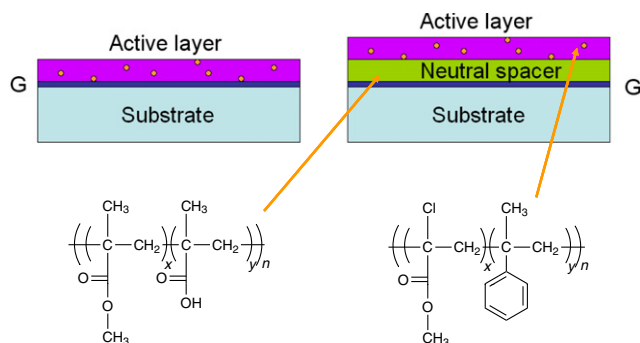 Active layer
G
Substrate
Active layer
Neutral spacer
G
Substrate
CH3
CH3
C
CH2
x
C
CH2
y
n
O
O
OH
O
CH3
Cl
CH3
C
CH2
x
C
CH2
y
n
O
O
CH3